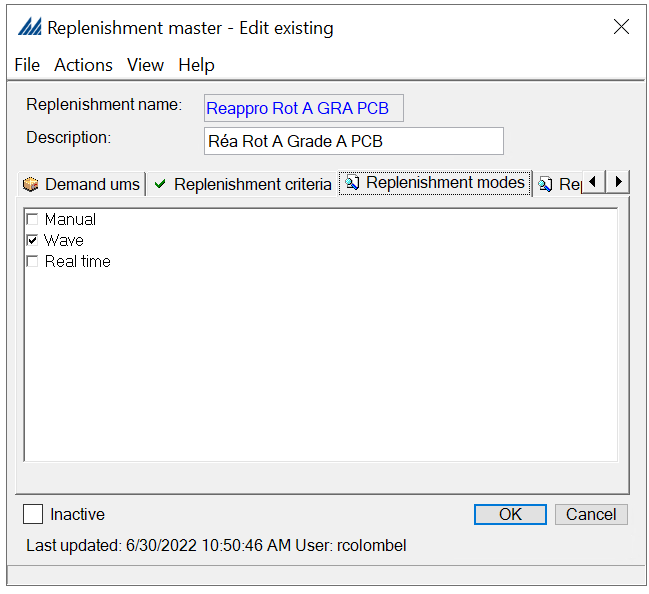 Replenishment master - Edit existing
File Actions View Help
Replenishment name: Reappro Rot A GRA PCB
Description: Réa Rot A Grade A PCB
Demand ums Replenishment criteria Replenishment modes Rep
Manual
Wave
Real time
Inactive OK Cancel
Last updated: 6/30/2022 10:50:46 AM User: rcolombel